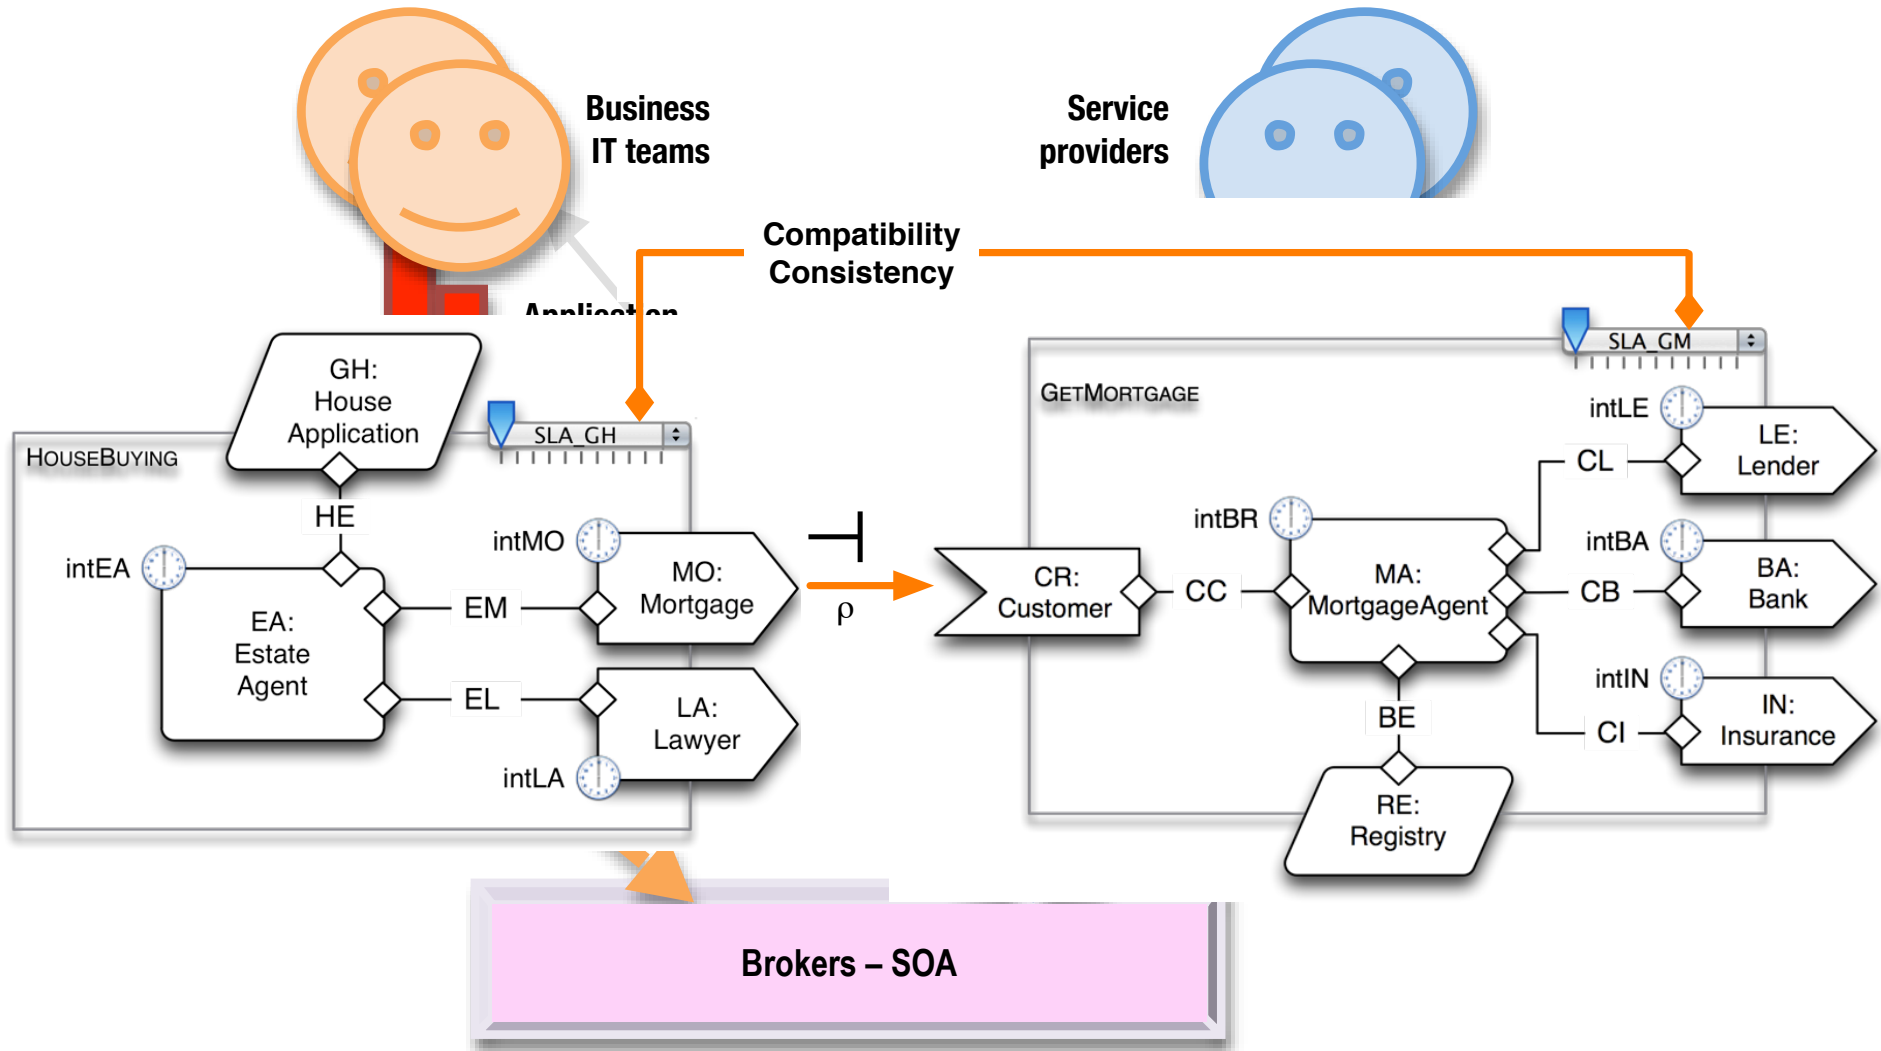 Business
IT teams
Service
providers
Compatibility
Consistency
Application
SLA_GM
GH:
House
Application
GETMORTGAGE
intLE
LE:
Lender
SLA_GH
HOUSEBUYING
CL
HE
intBR
intMO
intBA
intEA
MO:
Mortgage
CR:
Customer
CC
MA:
MortgageAgent
CB
BA:
Bank
EM
ρ
EA:
Estate
Agent
intIN
EL
LA:
Lawyer
BE
CI
IN:
Insurance
intLA
RE:
Registry
Brokers – SOA